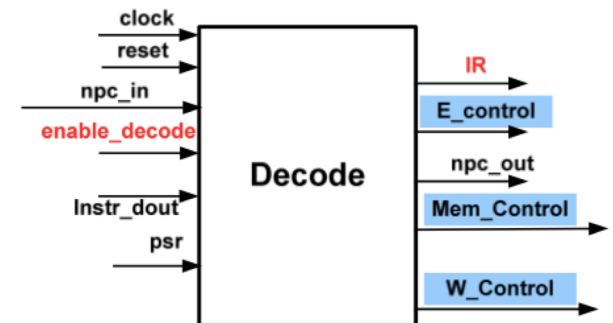 clock
reset
npc_in
enable_decode
Instr_dout
psr
Decode
IR
E_control
npc_out
Mem_Control
W_Control